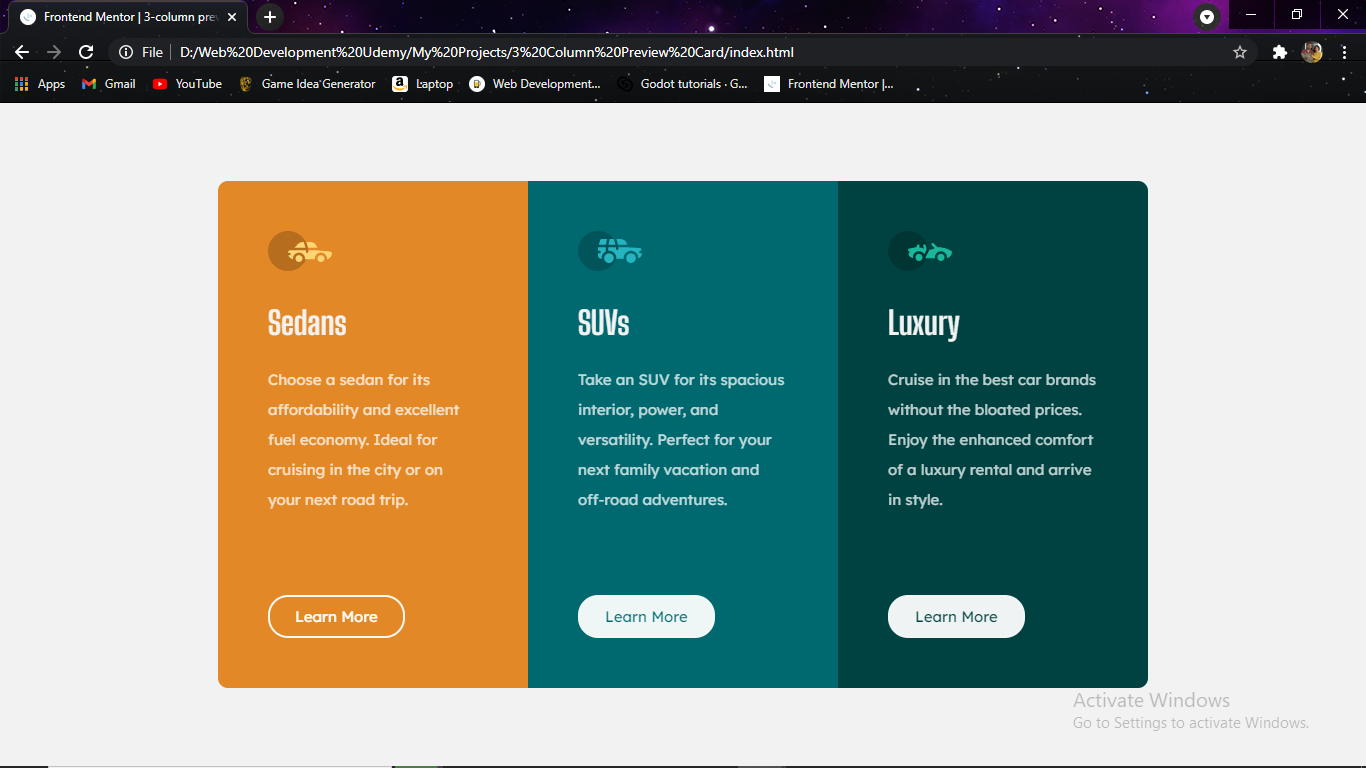 Frontend Mentor | 3-column prev
File
D:/Web%20Development%20Udemy/My%20Projects/3%20Column%20Preview%20Card/index.html
Apps
Gmail
YouTube
Game Idea Generator
Laptop
Web Development...
Godot tutorials · G...
Frontend Mentor |...
Sedans
Choose a sedan for its
affordability and excellent
fuel economy. Ideal for
cruising in the city or on
your next road trip.
Learn More
SUVs
Take an SUV for its spacious
interior, power, and
versatility. Perfect for your
next family vacation and
off-road adventures.
Learn More
Luxury
Cruise in the best car brands
without the bloated prices.
Enjoy the enhanced comfort
of a luxury rental and arrive
in style.
Learn More
Activate Windows
Go to Settings to activate Windows.